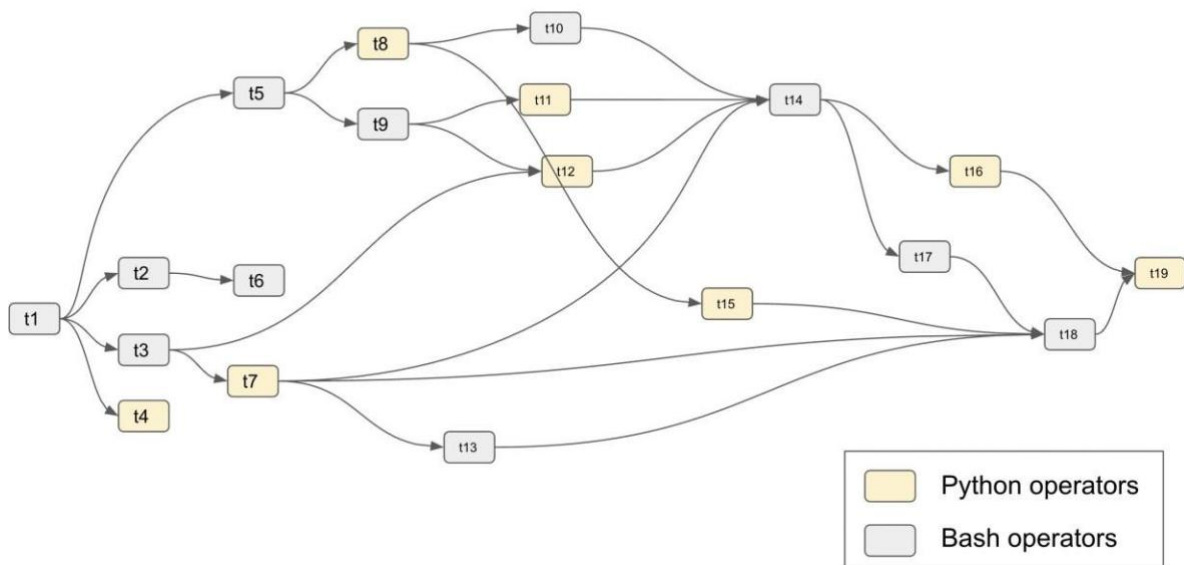 t10
t8
t5
t11
t14
t9
t12
t16
t17
t2
t6
t19
t15
t1
t18
t3
t7
t4
t13
Python operators
Bash operators